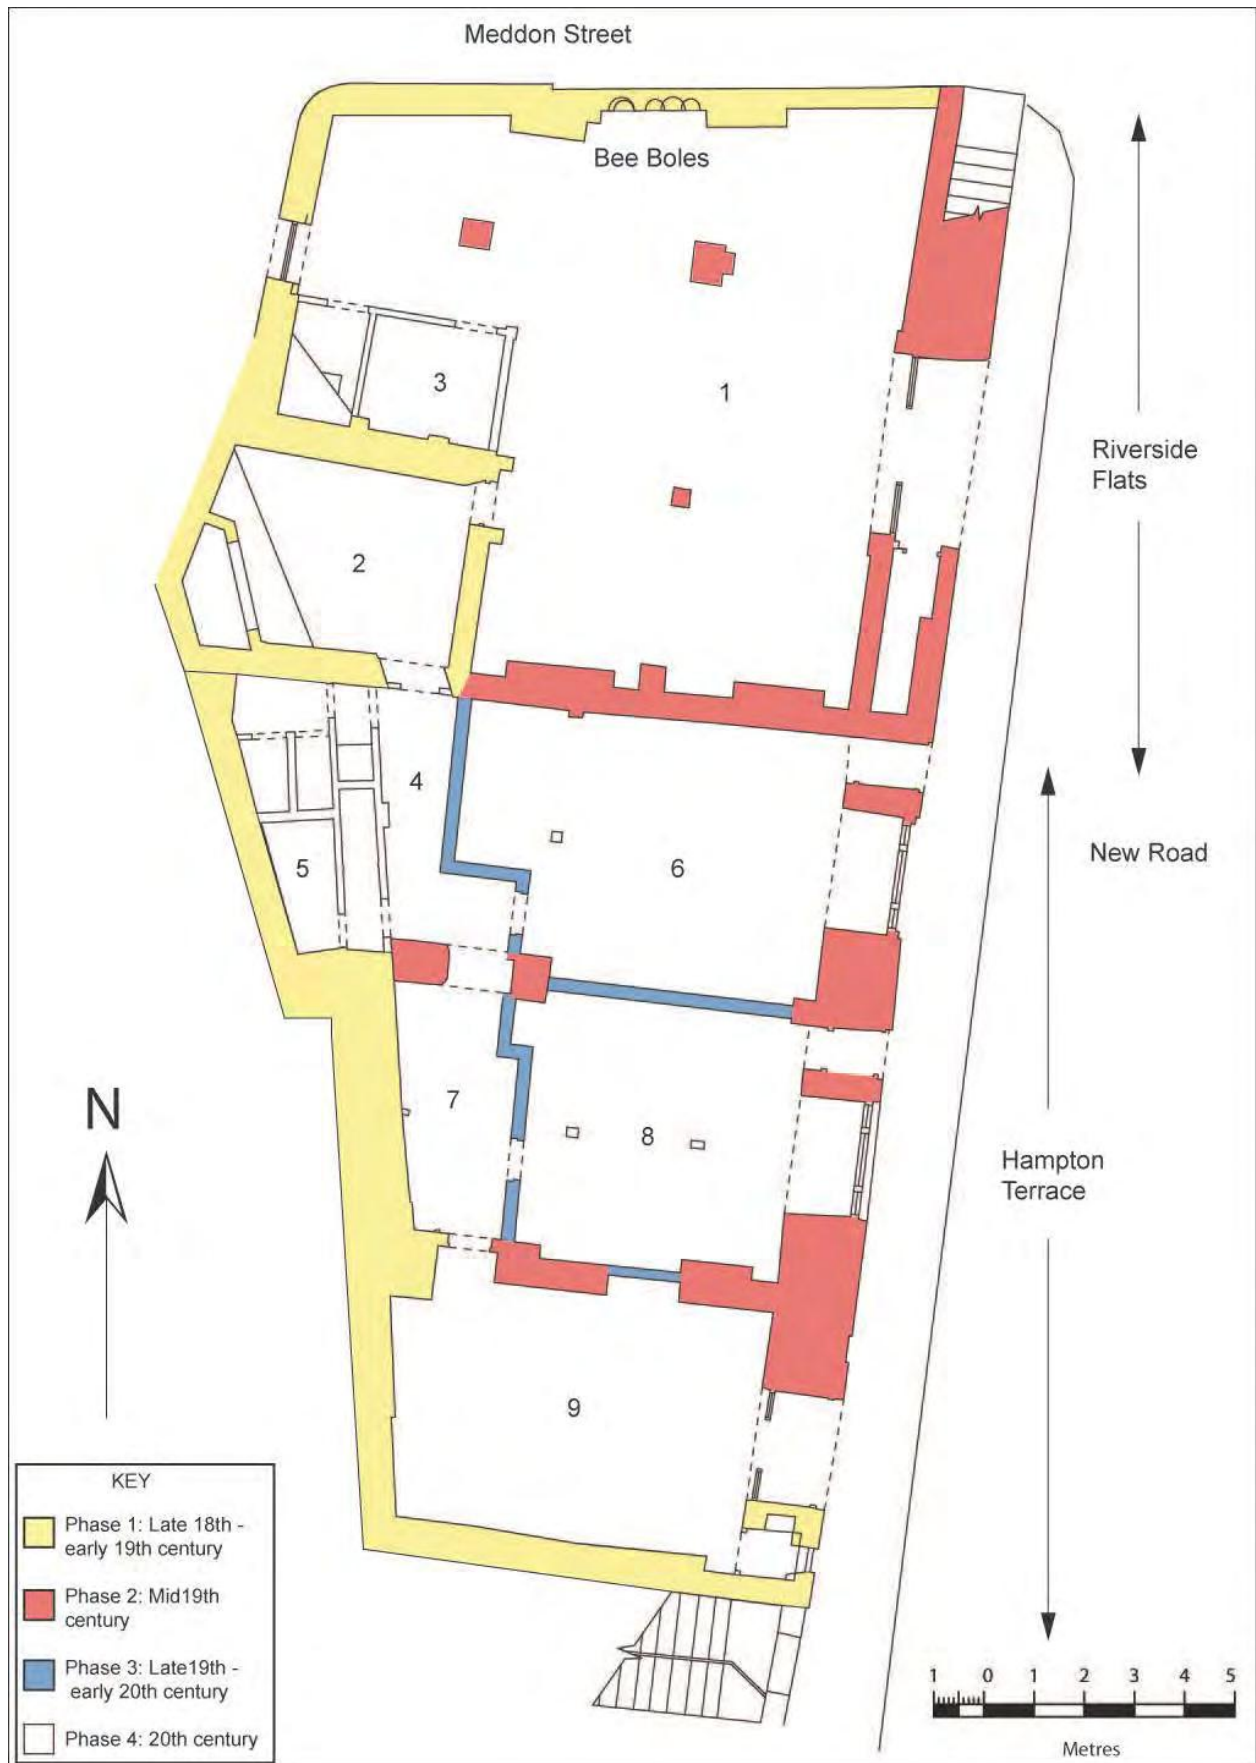 Meddon Street
Bee Boles
3
1
Riverside
Flats
2
4
5
6
New Road
7
8
N
Hampton
Terrace
9
KEY
Phase 1: Late 18th -
early 19th century
Phase 2: Mid19th
century
Phase 3: Late19th -
early 20th century
Phase 4: 20th century
1 0 1 2 3 4 5
Metres